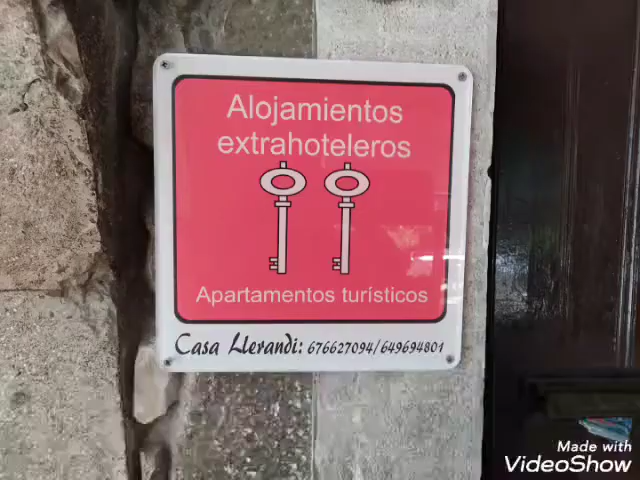 Alojamientos
extrahoteleros
Apartamentos turísticos
Casa Llerandi: 676627094/649694801
Made with
VideoShow